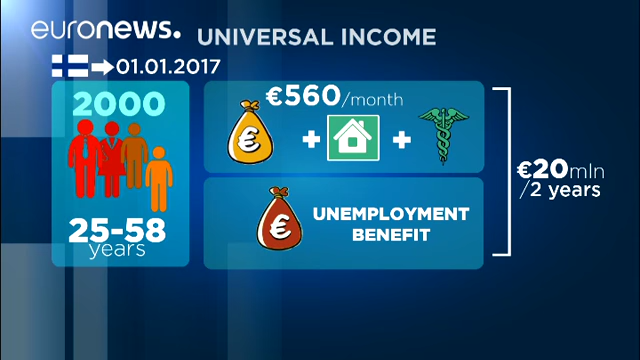 euronews.
UNIVERSAL INCOME
01.01.2017
2000
25-58
years
€560/month
€
+
+
€
UNEMPLOYMENT
BENEFIT
€20mln
/2 years